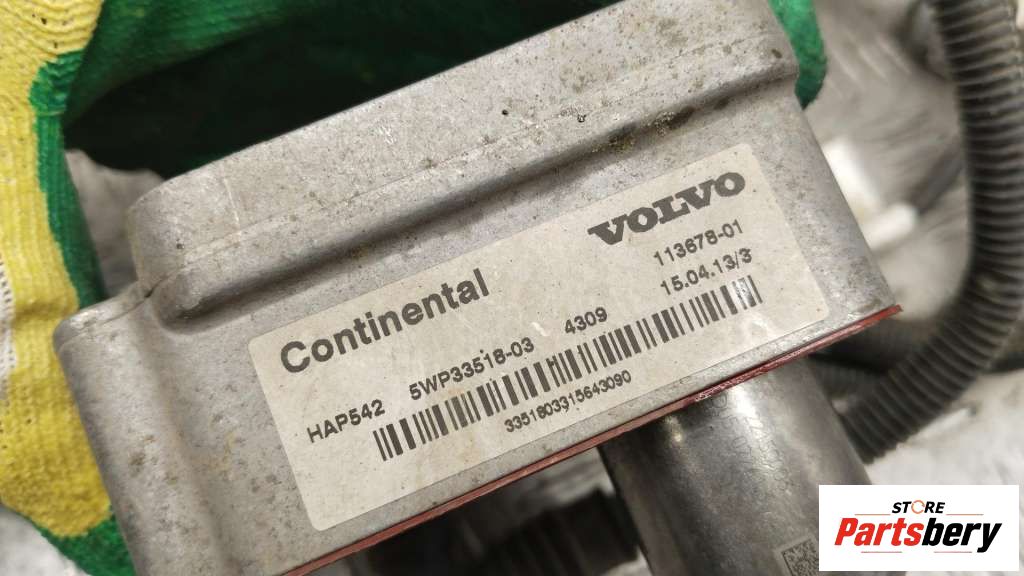 VOLVO
113678-01
15.04.13/3
Continental
HAP542 5WP33518-03 4309
3351803315643090
STORE
Partsbery